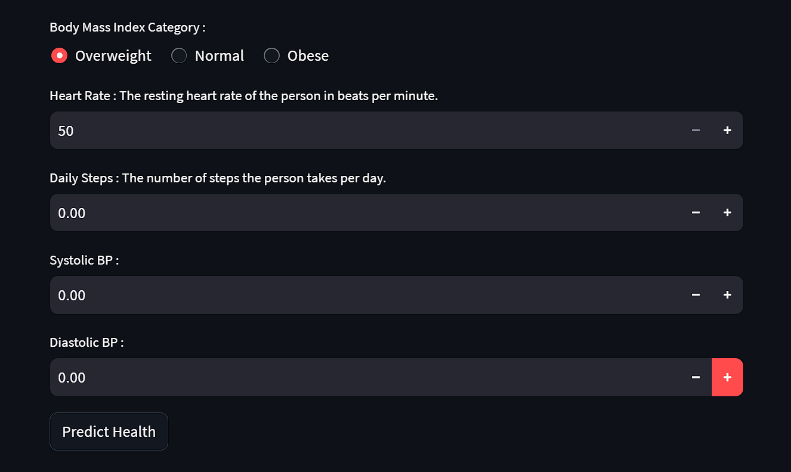 Body Mass Index Category :
Overweight Normal Obese
Heart Rate : The resting heart rate of the person in beats per minute.
50
Daily Steps : The number of steps the person takes per day.
0.00
Systolic BP :
0.00
Diastolic BP :
0.00
Predict Health